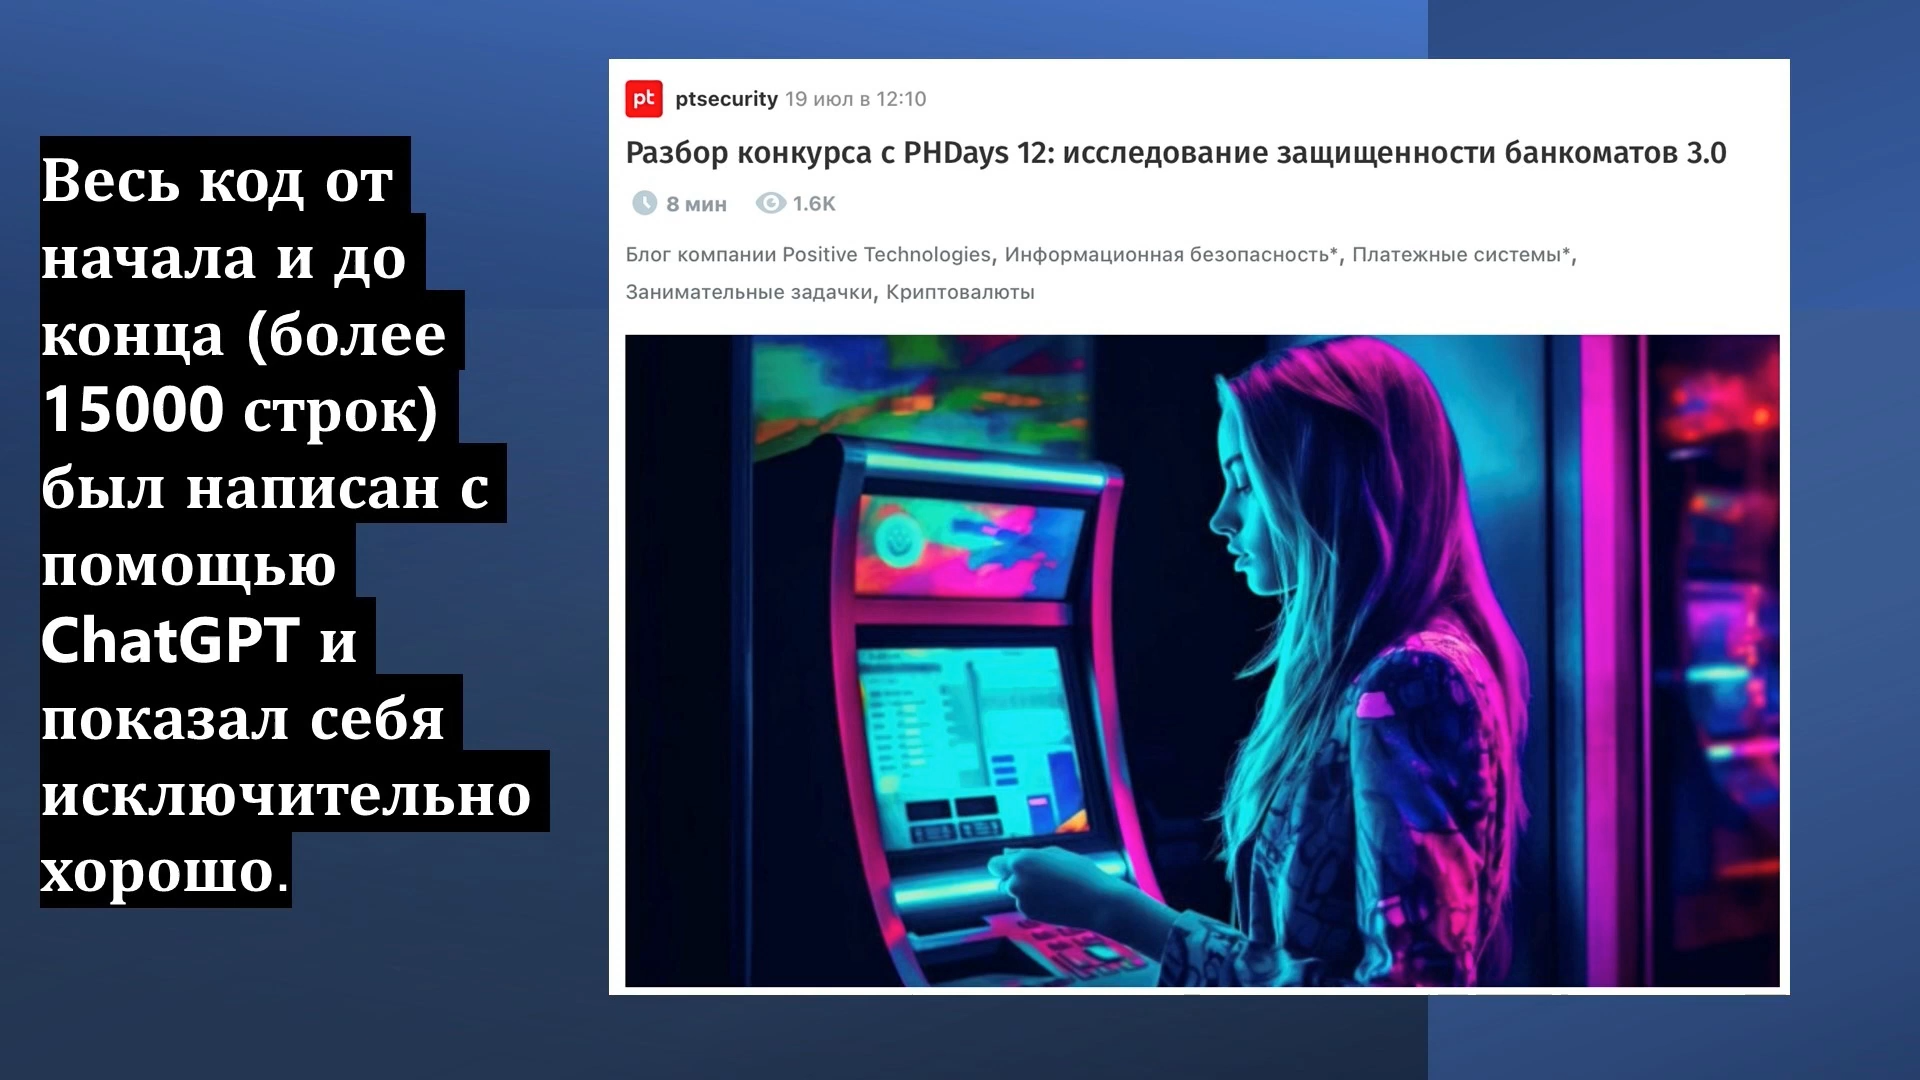 Весь код от
начала и до
конца (более
15000 строк)
был написан с
помощью
ChatGPT и
показал себя
исключительно
хорошо.
pt ptsecurity 19 июл в 12:10
Разбор конкурса с PHDays 12: исследование защищенности банкоматов 3.0
8 мин 1.6K
Блог компании Positive Technologies, Информационная безопасность*, Платежные системы*,
Занимательные задачки, Криптовалюты